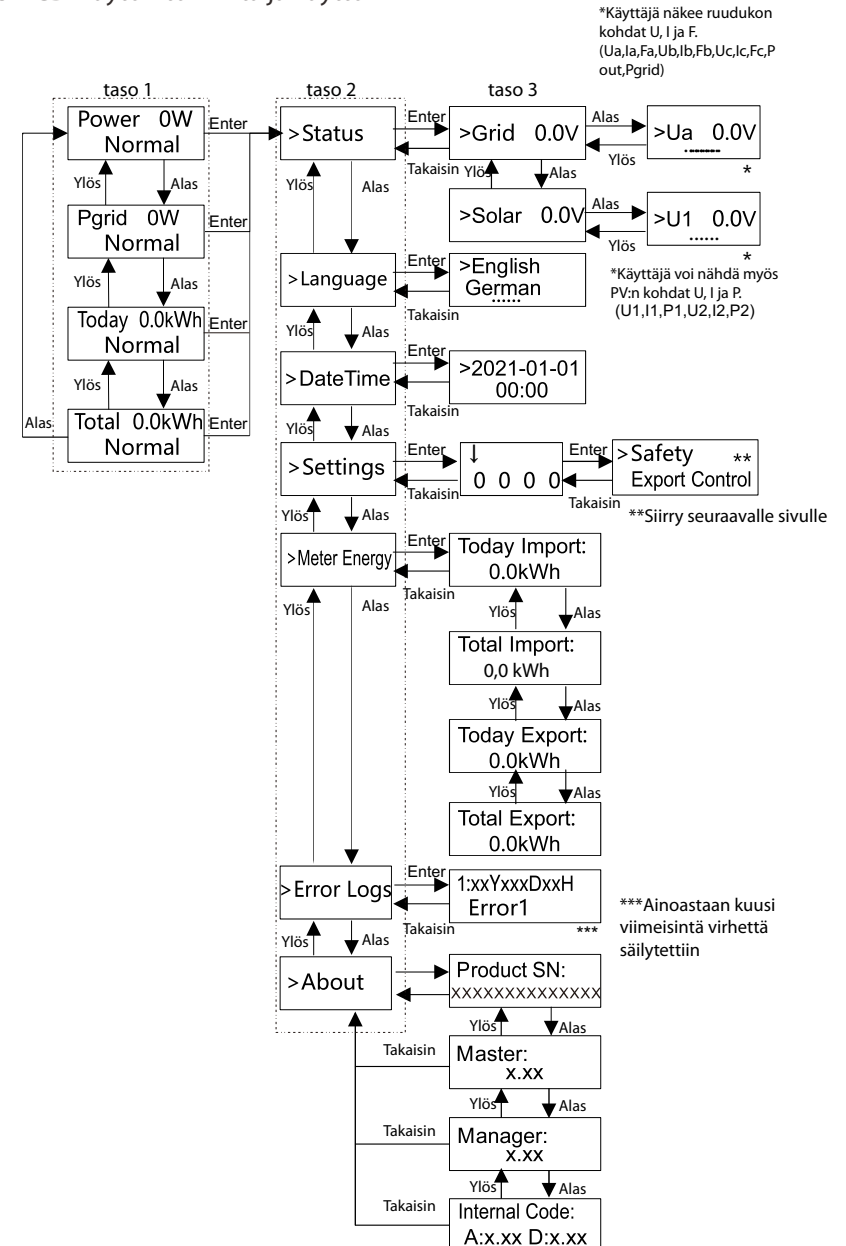 *Käyttäjä näkee ruudukon
kohdat U, I ja F.
(Ua,Ia,Fa,Ub,Ib,Fb,Uc,Ic,Fc,P
out,Pgrid)
taso 1
taso 2
taso 3
Power 0W
Normal
Enter
Ylös
Alas
Pgrid 0W
Normal
Enter
Ylös
Alas
Today 0.0kWh
Normal
Enter
Ylös
Alas
Alas
Total 0.0kWh
Normal
Enter
>Status
Enter
Takaisin
Ylös
Alas
>Grid 0.0V
Alas
Ylös
>Ua 0.0V
.......
*
Ylös
Alas
>Solar 0.0V
Alas
Ylös
>U1 0.0V
......
*
*Käyttäjä voi nähdä myös
PV:n kohdat U, I ja P.
(U1,I1,P1,U2,I2,P2)
>Language
Enter
Takaisin
>English
German
......
Ylös
Alas
>DateTime
Enter
Takaisin
>2021-01-01
00:00
Ylös
Alas
>Settings
Enter
Takaisin
↓
0 0 0 0
Enter
Takaisin
>Safety **
Export Control
**Siirry seuraavalle sivulle
Ylös
Alas
>Meter Energy
Enter
Takaisin
Today Import:
0.0kWh
Ylös
Alas
Ylös
Alas
Total Import:
0,0 kWh
Ylös
Alas
Today Export:
0.0kWh
Ylös
Alas
Total Export:
0.0kWh
>Error Logs
Enter
Takaisin
1:xxYxxxDxxH
Error1
***
***Ainoastaan kuusi
viimeisintä virhettä
säilytettiin
Ylös
Alas
>About
Product SN:
XXXXXXXXXXXXXX
Ylös
Alas
Takaisin
Master:
x.xx
Ylös
Alas
Takaisin
Manager:
x.xx
Ylös
Alas
Takaisin
Internal Code:
A:x.xx D:x.xx